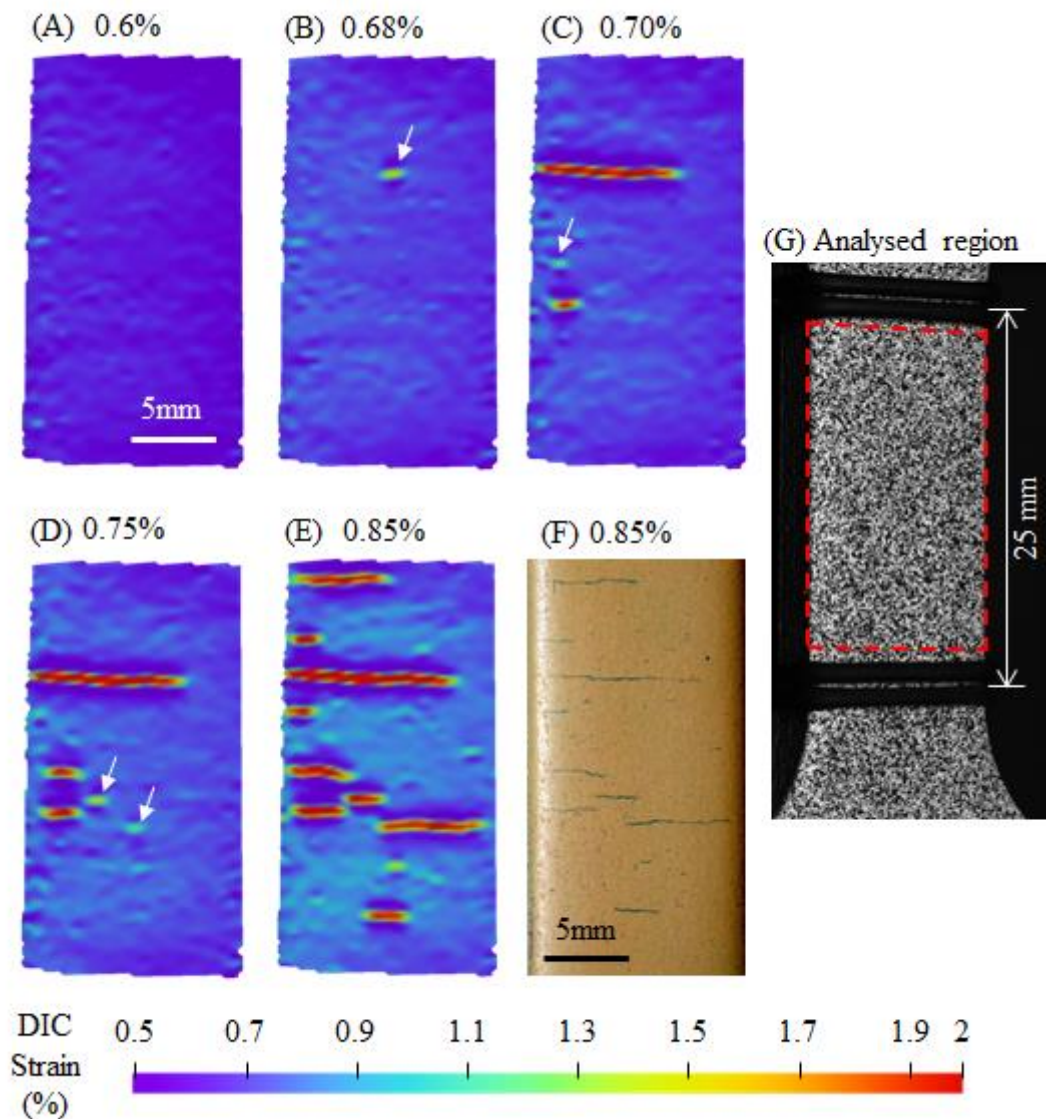 (A) 0.6%
(B) 0.68%
(C) 0.70%
5mm
(G) Analysed region
25 mm
(D) 0.75%
(E) 0.85%
(F) 0.85%
5mm
DIC
Strain
(%)
0.5 0.7 0.9 1.1 1.3 1.5 1.7 1.9 2